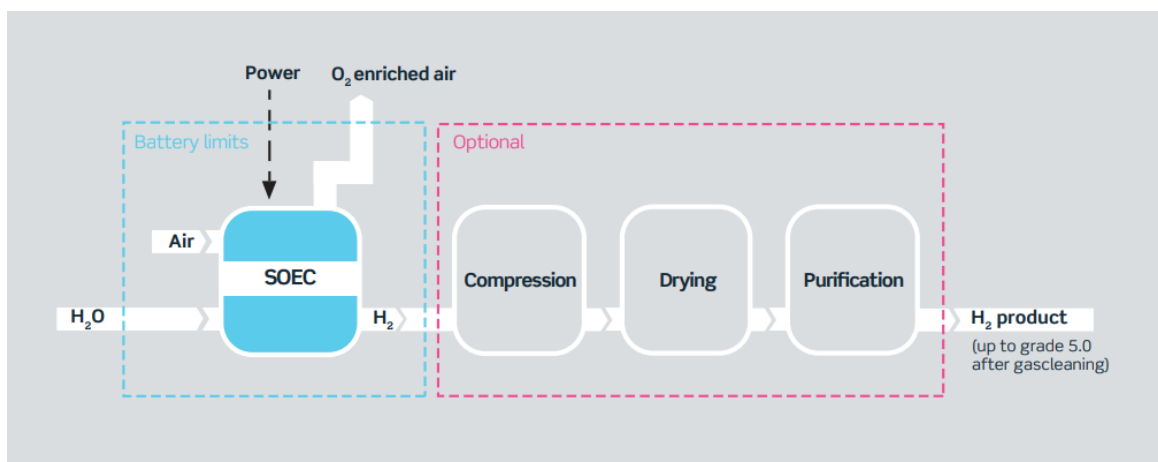 Power
O₂ enriched air
Battery limits
Optional
Air
SOEC
Compression
Drying
Purification
H₂O
H₂
H₂ product
(up to grade 5.0
after gascleaning)